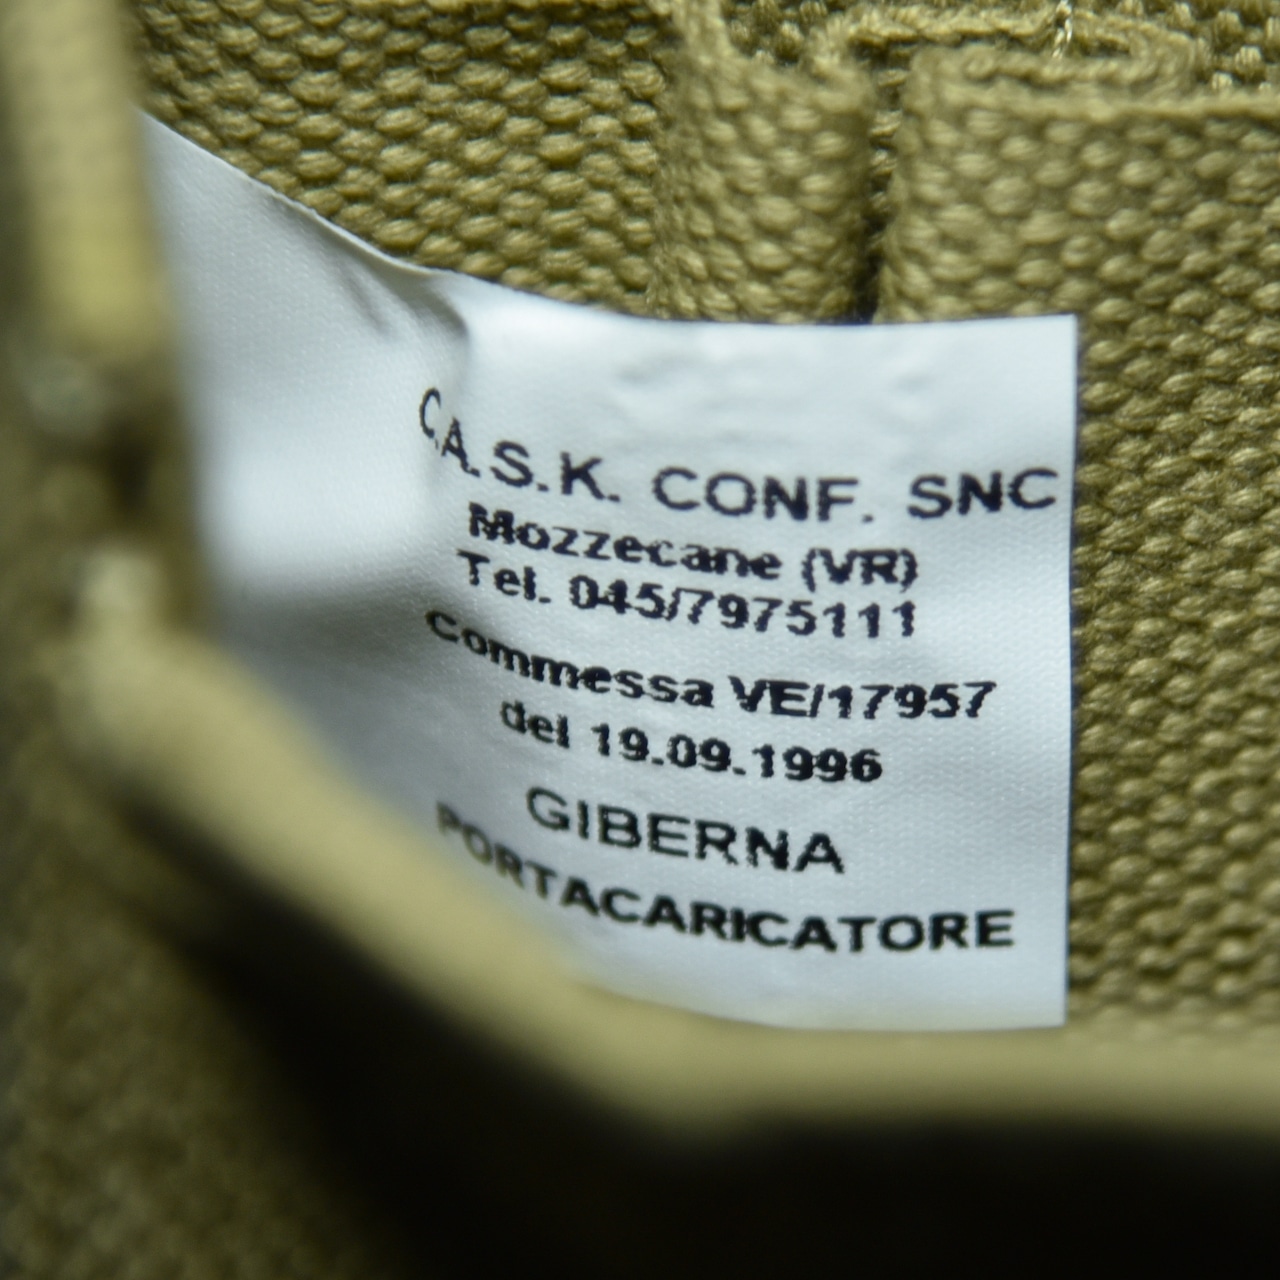 C.A.S.K. CONF. SNC
Mozzecane (VR)
Tel. 045/7975111
Commessa VE/17957
del 19.09.1996
GIBERNA
PORTACARICATORE